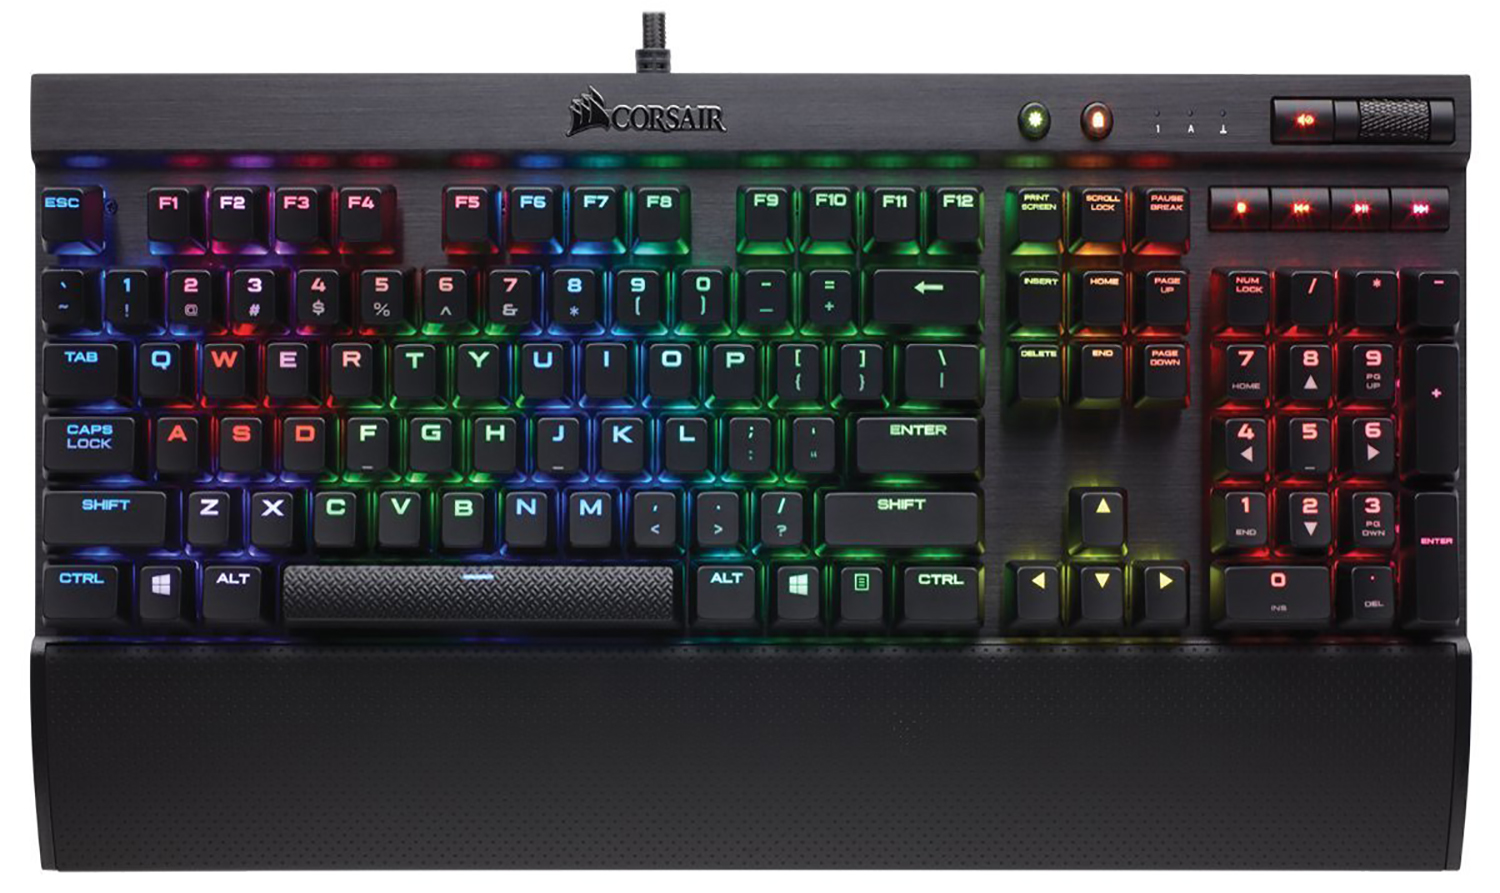 CORSAIR
1 A
ESC F1 F2 F3 F4 F5 F6 F7 F8 F9 F10 F11 F12 PRINT SCROLL PAUSE
SCREEN LOCK BREAK
` 1 2 3 4 5 6 7 8 9 0 - = INSERT HOME PAGE NUM / * -
~ ! @ # $ % ^ & * ( ) _ + UP LOCK
TAB Q W E R T Y U I O P [ ] \ DELETE END PAGE 7 8 9 +
{ } | DOWN HOME PG
UP
CAPS A S D F G H J K L ; ' ENTER 4 5 6
LOCK : "
SHIFT Z X C V B N M , . / SHIFT 1 2 3 ENTER
< > ? END PG
DWN
CTRL ALT ALT CTRL 0 .
INS DEL